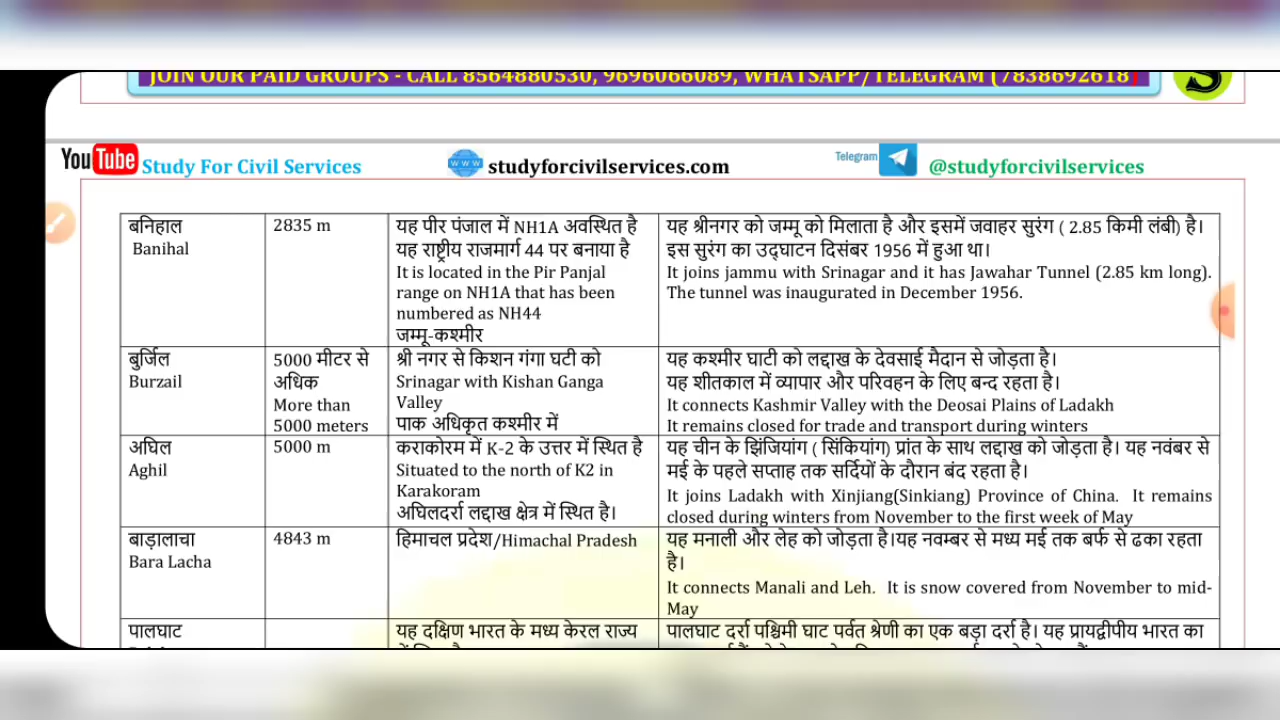 JOIN OUR PAID GROUPS - CALL 8564880530, 9696066089, WHATSAPP/TELEGRAM (7838692618)
S
YouTube Study For Civil Services
www studyforcivilservices.com
Telegram @studyforcivilservices
बनिहाल
Banihal
2835 m
यह पीर पंजाल में NH1A अवस्थित है
यह राष्ट्रीय राजमार्ग 44 पर बनाया है
It is located in the Pir Panjal
range on NH1A that has been
numbered as NH44
जम्मू-कश्मीर
यह श्रीनगर को जम्मू को मिलाता है और इसमें जवाहर सुरंग ( 2.85 किमी लंबी) है।
इस सुरंग का उद्घाटन दिसंबर 1956 में हुआ था।
It joins jammu with Srinagar and it has Jawahar Tunnel (2.85 km long).
The tunnel was inaugurated in December 1956.
बुर्जिल
Burzail
5000 मीटर से
अधिक
More than
5000 meters
श्री नगर से किशन गंगा घटी को
Srinagar with Kishan Ganga
Valley
पाक अधिकृत कश्मीर में
यह कश्मीर घाटी को लद्दाख के देवसाई मैदान से जोड़ता है।
यह शीतकाल में व्यापार और परिवहन के लिए बन्द रहता है।
It connects Kashmir Valley with the Deosai Plains of Ladakh
It remains closed for trade and transport during winters
अघिल
Aghil
5000 m
कराकोरम में K-2 के उत्तर में स्थित है
Situated to the north of K2 in
Karakoram
अघिलदर्रा लद्दाख क्षेत्र में स्थित है।
यह चीन के झिंजियांग ( सिंकियांग) प्रांत के साथ लद्दाख को जोड़ता है। यह नवंबर से
मई के पहले सप्ताह तक सर्दियों के दौरान बंद रहता है।
It joins Ladakh with Xinjiang(Sinkiang) Province of China. It remains
closed during winters from November to the first week of May
बाड़ालाचा
Bara Lacha
4843 m
हिमाचल प्रदेश/Himachal Pradesh
यह मनाली और लेह को जोड़ता है।यह नवम्बर से मध्य मई तक बर्फ से ढका रहता
है।
It connects Manali and Leh. It is snow covered from November to mid-
May
पालघाट
यह दक्षिण भारत के मध्य केरल राज्य
पालघाट दर्रा पश्चिमी घाट पर्वत श्रेणी का एक बड़ा दर्रा है। यह प्रायद्वीपीय भारत का